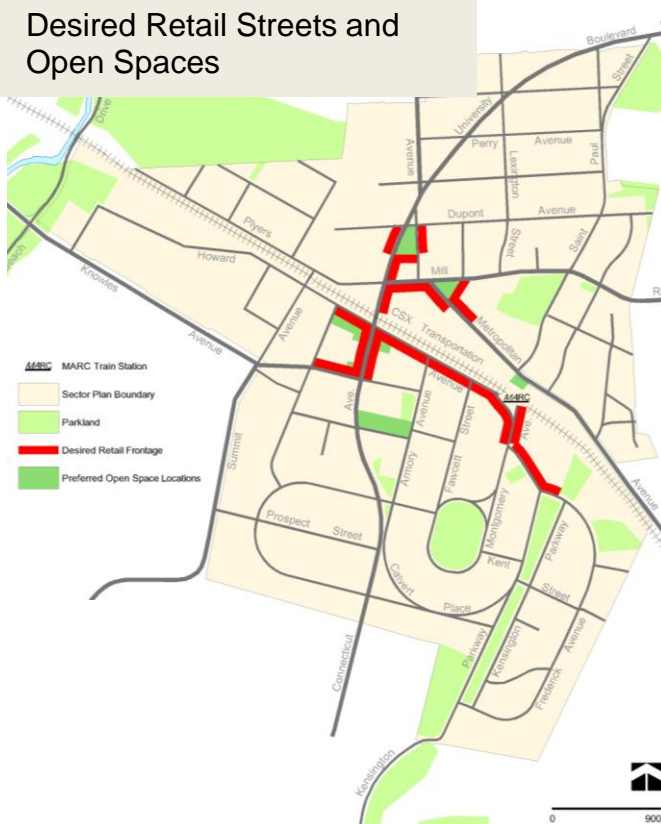 Desired Retail Streets and
Open Spaces
Boulevard
Street
University
Drive
Avenue
Perry Avenue
Lexington
Street
Paul
Saint
Plyers
Dupont Avenue
Howard
Mill
each
Knowles
Avenue
Avenue
CSX Transportation
Metropolitan
Avenue
R
MARC
MARC MARC Train Station
Sector Plan Boundary
Parkland
Desired Retail Frontage
Preferred Open Space Locations
Avenue
Ave
Avenue
Armory
Street
Fawcett
Ave
Montgomery
Summit
Prospect Street
Kent
Street
Parkway
Calvert
Place
Connecticut
Parkway
Kensington
Avenue
Frederick
Kensington
0 900